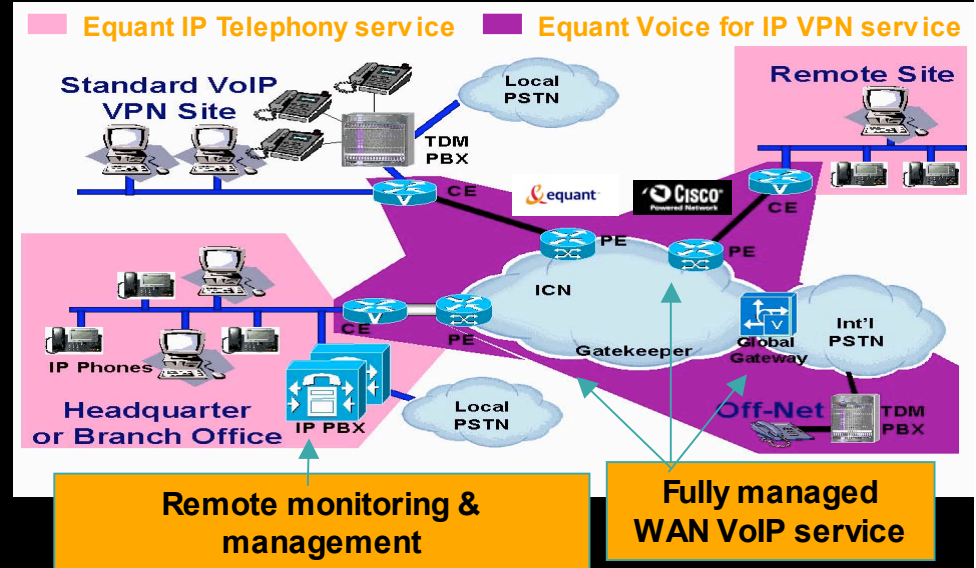 Equant IP Telephony service
Equant Voice for IP VPN service
Standard VoIP
VPN Site
Local
PSTN
TDM
PBX
Remote Site
CE
equant
Cisco
Powered Network
CE
PE
PE
ICN
CE
PE
Gatekeeper
Global
Gateway
Int'l
PSTN
IP Phones
Headquarter
or Branch Office
IP PBX
Local
PSTN
Off-Net
TDM
PBX
Remote monitoring &
management
Fully managed
WAN VoIP service
V
V
V
V